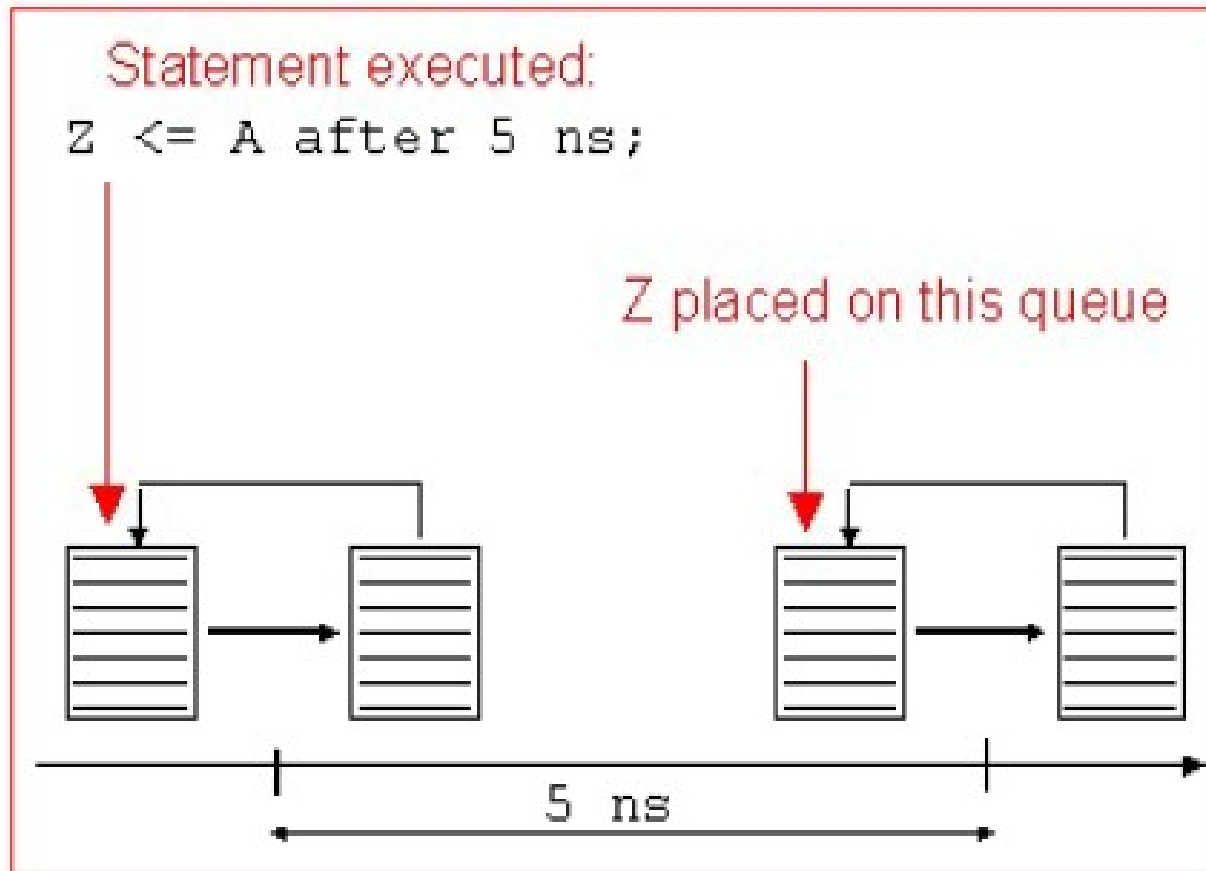 Statement executed:
Z <= A after 5 ns;
Z placed on this queue
5 ns